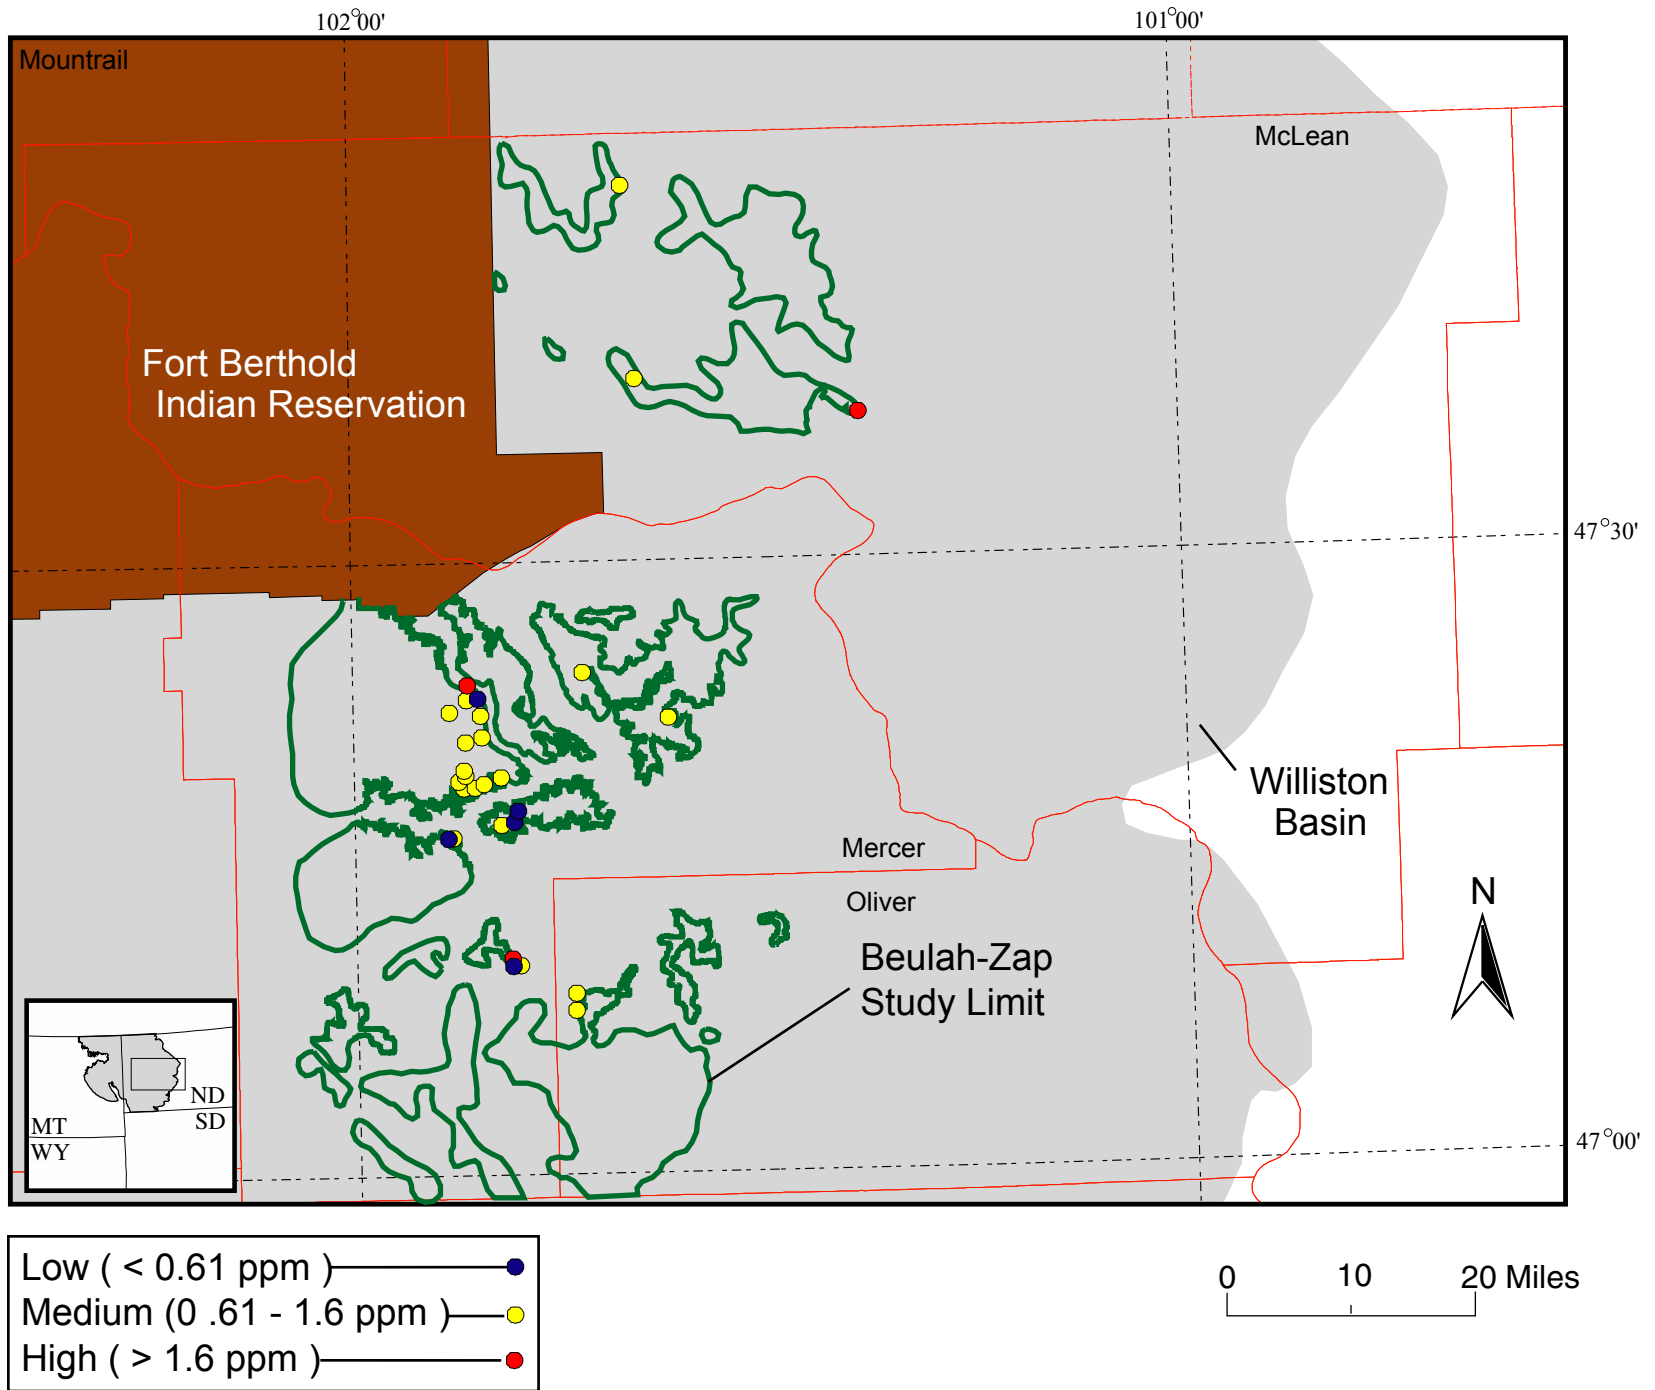 102°00'
101°00'
Mountrail
McLean
Fort Berthold
Indian Reservation
47°30'
Williston
Basin
Mercer
Oliver
N
Beulah-Zap
Study Limit
ND
SD
MT
WY
47°00'
Low ( < 0.61 ppm )
Medium (0 .61 - 1.6 ppm )
High ( > 1.6 ppm )
0 10 20 Miles